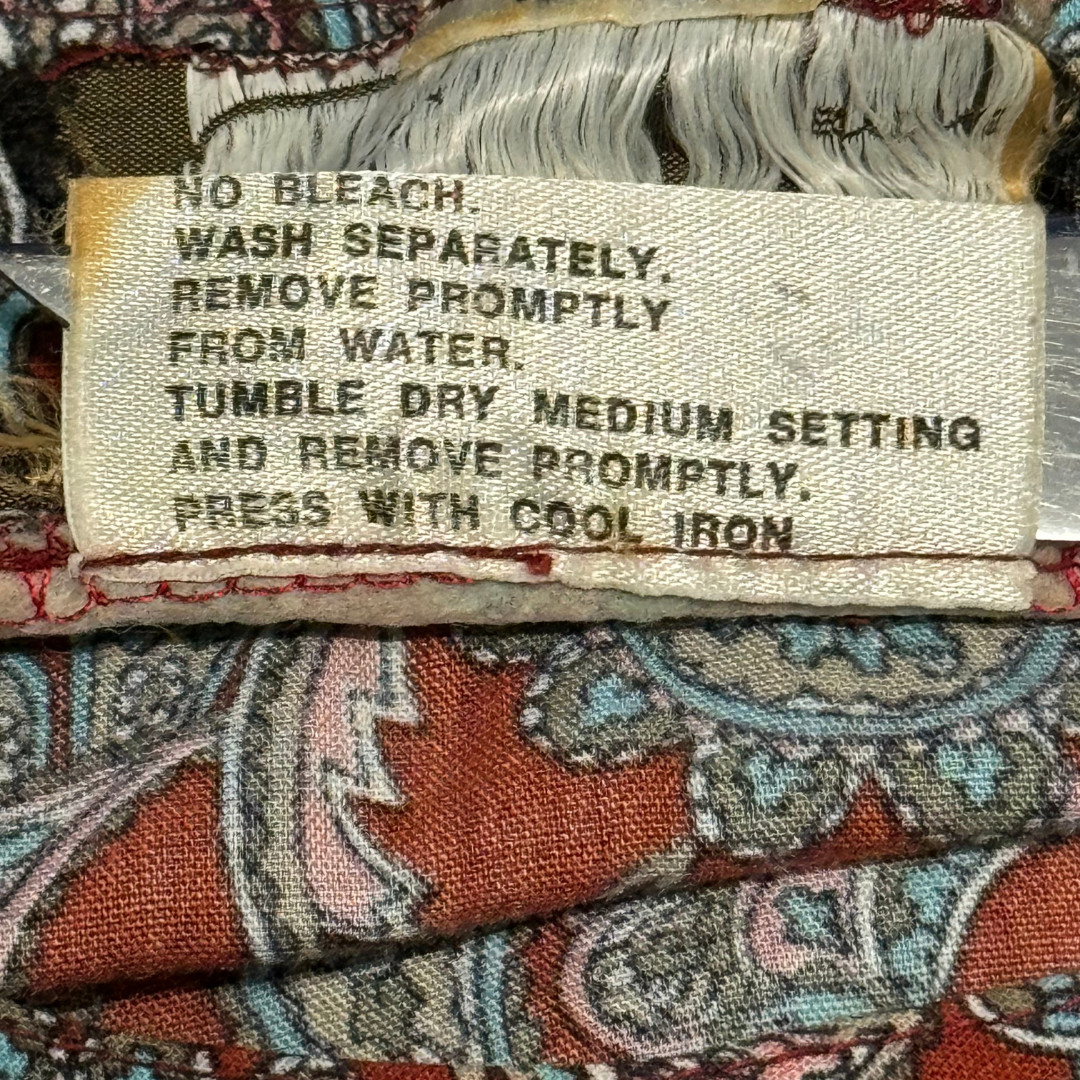 NO BLEACH.
WASH SEPARATELY.
REMOVE PROMPTLY
FROM WATER.
TUMBLE DRY MEDIUM SETTING
AND REMOVE PROMPTLY.
PRESS WITH COOL IRON